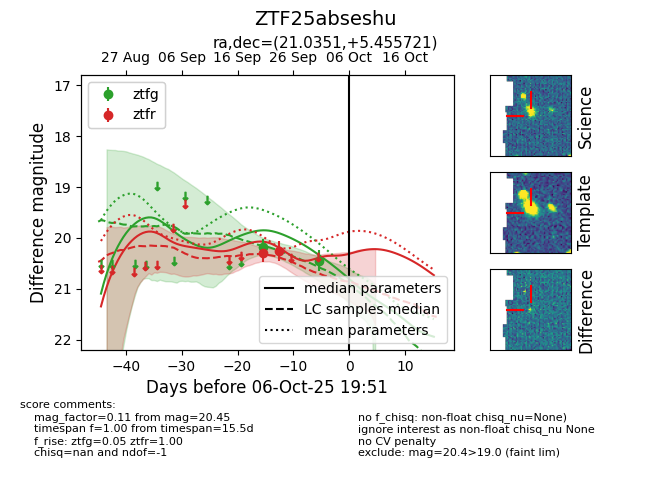 ZTF25abseshu
ra,dec=(21.0351,+5.455721)
27 Aug 06 Sep 16 Sep 26 Sep 06 Oct 16 Oct
17
18
19
20
21
22
Difference magnitude
ztfg
ztfr
median parameters
LC samples median
mean parameters
−40 −30 −20 −10 0 10
Days before 06-Oct-25 19:51
Science
Template
Difference
score comments:
mag_factor=0.11 from mag=20.45
timespan f=1.00 from timespan=15.5d
f_rise: ztfg=0.05 ztfr=1.00
chisq=nan and ndof=-1
no f_chisq: non-float chisq_nu=None)
ignore interest as non-float chisq_nu None
no CV penalty
exclude: mag=20.4>19.0 (faint lim)